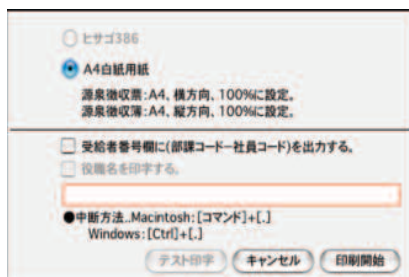 ヒサゴ386
A4白紙用紙
源泉徴収票:A4、横方向、100%に設定。
源泉徴収簿:A4、縦方向、100%に設定。
受給者番号欄に(部課コードー社員コード)を出力する。
役職名を印字する。
●中断方法..Macintosh:[コマンド]+[.]
Windows:[Ctrl]+[.]
テスト印字 キャンセル 印刷開始